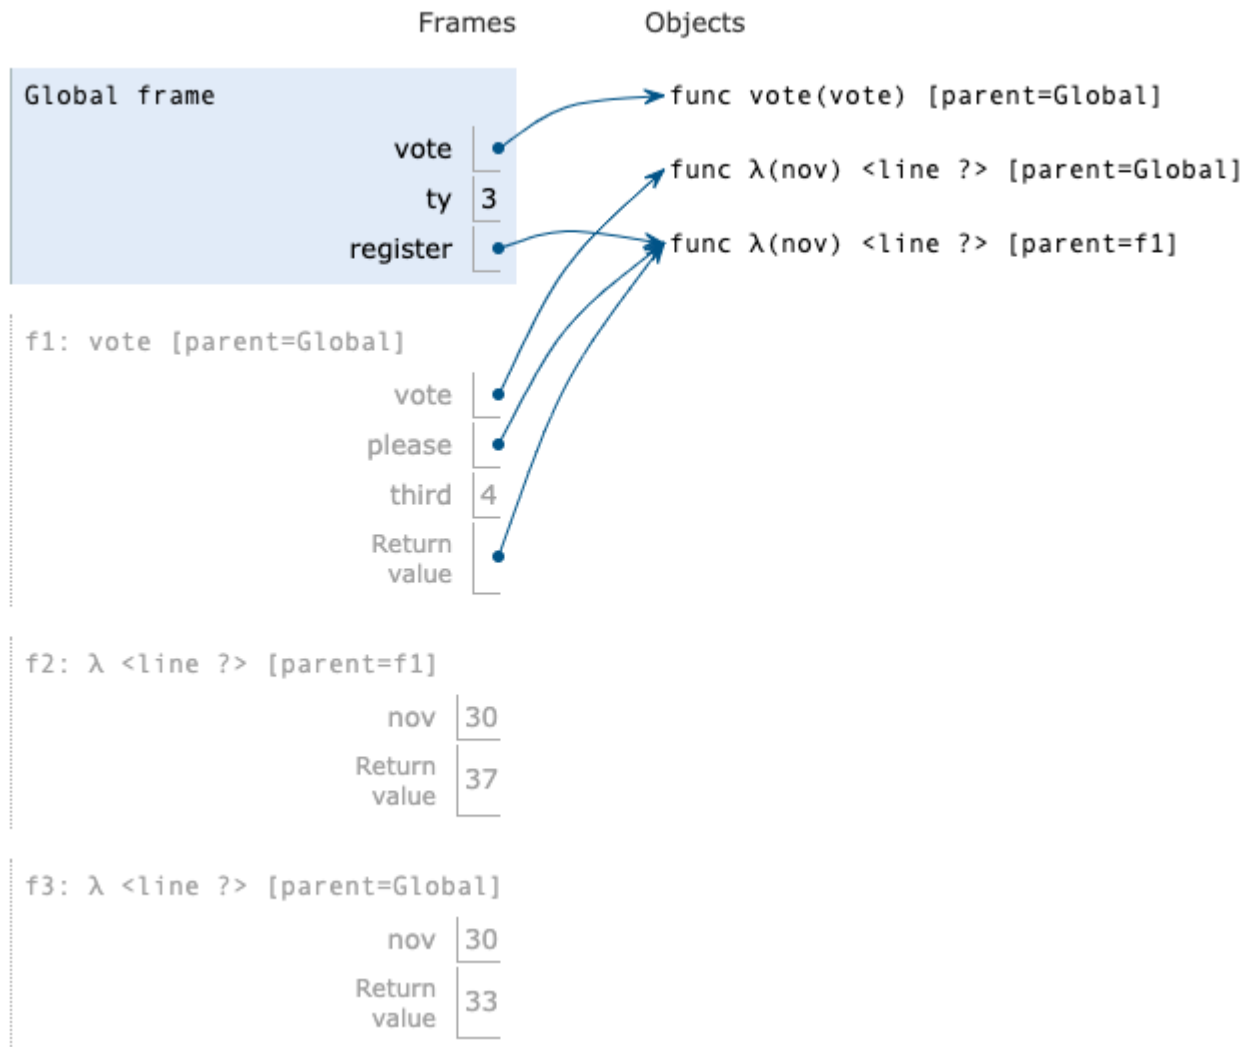 Frames Objects
Global frame
func vote(vote) [parent=Global]
vote
func λ(nov) <line ?> [parent=Global]
ty 3
register
func λ(nov) <line ?> [parent=f1]
f1: vote [parent=Global]
vote
please
third 4
Return
value
f2: λ <line ?> [parent=f1]
nov 30
Return
value 37
f3: λ <line ?> [parent=Global]
nov 30
Return
value 33